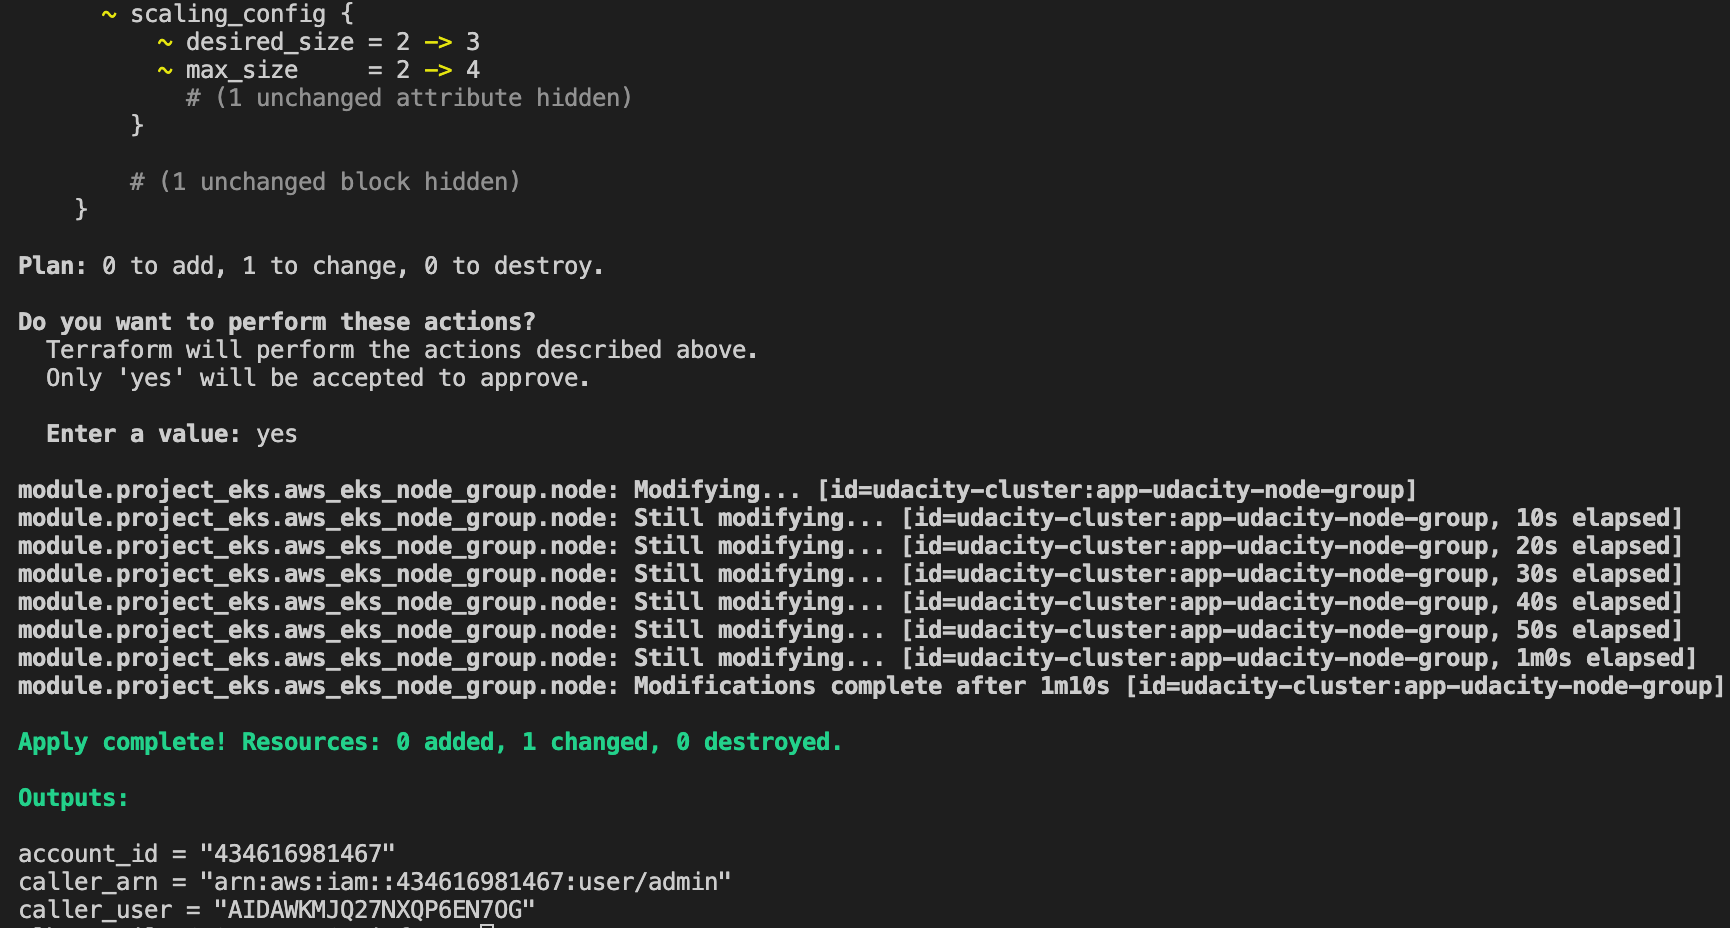 ~ scaling_config {
~ desired_size = 2 -> 3
~ max_size     = 2 -> 4
# (1 unchanged attribute hidden)
}
# (1 unchanged block hidden)
}
Plan: 0 to add, 1 to change, 0 to destroy.
Do you want to perform these actions?
Terraform will perform the actions described above.
Only 'yes' will be accepted to approve.
Enter a value: yes
module.project_eks.aws_eks_node_group.node: Modifying... [id=udacity-cluster:app-udacity-node-group]
module.project_eks.aws_eks_node_group.node: Still modifying... [id=udacity-cluster:app-udacity-node-group, 10s elapsed]
module.project_eks.aws_eks_node_group.node: Still modifying... [id=udacity-cluster:app-udacity-node-group, 20s elapsed]
module.project_eks.aws_eks_node_group.node: Still modifying... [id=udacity-cluster:app-udacity-node-group, 30s elapsed]
module.project_eks.aws_eks_node_group.node: Still modifying... [id=udacity-cluster:app-udacity-node-group, 40s elapsed]
module.project_eks.aws_eks_node_group.node: Still modifying... [id=udacity-cluster:app-udacity-node-group, 50s elapsed]
module.project_eks.aws_eks_node_group.node: Still modifying... [id=udacity-cluster:app-udacity-node-group, 1m0s elapsed]
module.project_eks.aws_eks_node_group.node: Modifications complete after 1m10s [id=udacity-cluster:app-udacity-node-group]
Apply complete! Resources: 0 added, 1 changed, 0 destroyed.
Outputs:
account_id = "434616981467"
caller_arn = "arn:aws:iam::434616981467:user/admin"
caller_user = "AIDAWKMJQ27NXQP6EN7OG"